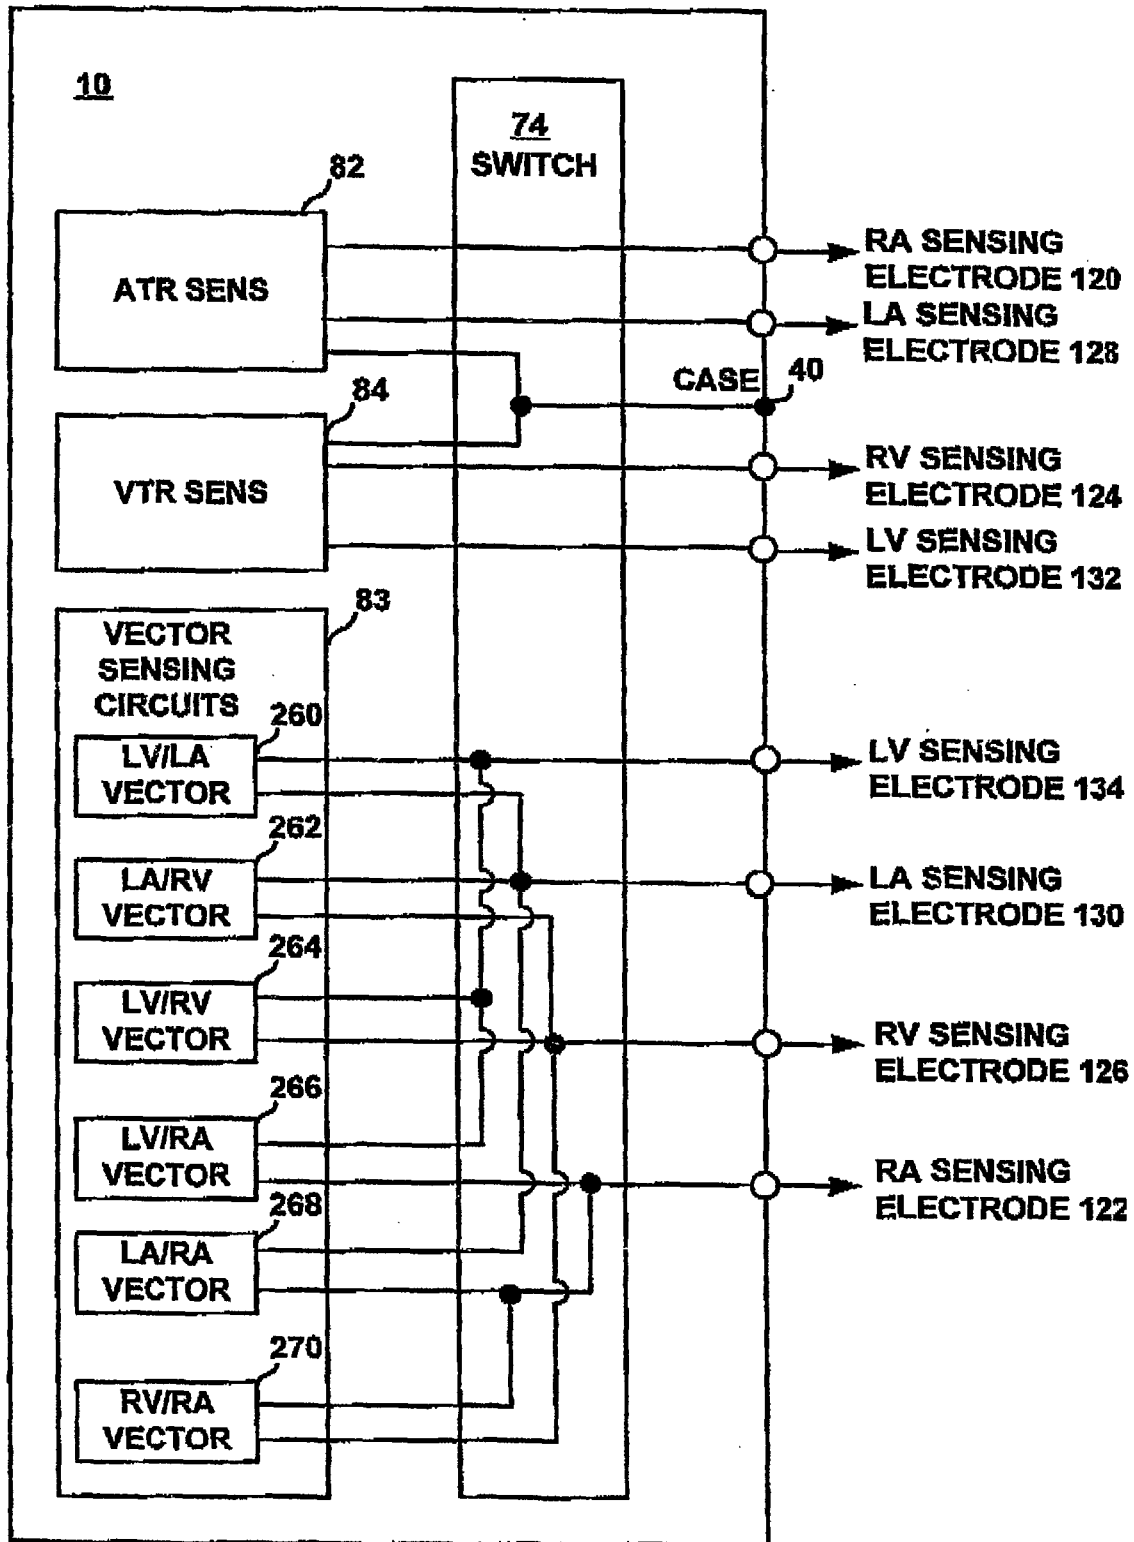 10
74
SWITCH
82
ATR SENS
RA SENSING
ELECTRODE 120
LA SENSING
ELECTRODE 128
CASE
40
84
VTR SENS
RV SENSING
ELECTRODE 124
LV SENSING
ELECTRODE 132
83
VECTOR
SENSING
CIRCUITS
260
LV/LA
VECTOR
LV SENSING
ELECTRODE 134
262
LA/RV
VECTOR
LA SENSING
ELECTRODE 130
264
LV/RV
VECTOR
RV SENSING
ELECTRODE 126
266
LV/RA
VECTOR
RA SENSING
ELECTRODE 122
268
LA/RA
VECTOR
270
RV/RA
VECTOR